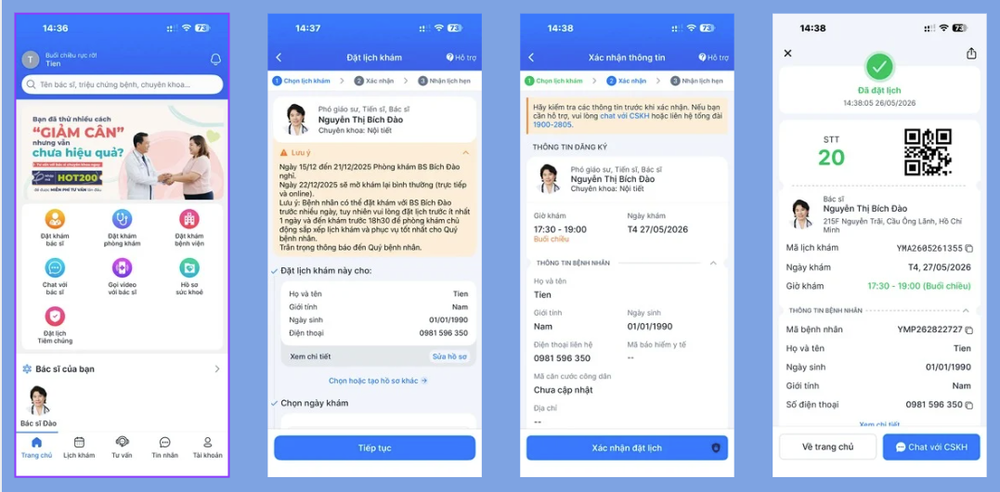 14:36
73
T
Buổi chiều rực rỡ!
Tien
Tên bác sĩ, triệu chứng bệnh, chuyên khoa...
Bạn đã thử nhiều cách
"GIẢM CÂN"
nhưng vẫn
chưa hiệu quả?
HOT200
Đặt khám
bác sĩ
Đặt khám
phòng khám
Đặt khám
bệnh viện
Chat với
bác sĩ
Gọi video
với bác sĩ
Hồ sơ
sức khoẻ
Đặt lịch
Tiêm chủng
Bác sĩ của bạn
Bác sĩ Đào
Trang chủ
Lịch khám
Tư vấn
Tin nhắn
Tài khoản
14:37
73
Đặt lịch khám
Hỗ trợ
1 Chọn lịch khám
2 Xác nhận
3 Nhận lịch hẹn
Phó giáo sư, Tiến sĩ, Bác sĩ
Nguyễn Thị Bích Đào
Chuyên khoa: Nội tiết
Lưu ý
Ngày 15/12 đến 21/12/2025 Phòng khám BS Bích Đào
nghỉ.
Ngày 22/12/2025 sẽ mở khám lại bình thường (trực tiếp
và online).
Lưu ý: Bệnh nhân có thể đặt khám với BS Bích Đào
trước nhiều ngày, tuy nhiên vui lòng đặt lịch trước ít nhất
1 ngày và đến khám trước 18h30 để phòng khám chủ
động sắp xếp lịch khám và phục vụ tốt nhất cho Quý
bệnh nhân.
Trân trọng thông báo đến Quý bệnh nhân.
Đặt lịch khám này cho:
Họ và tên
Tien
Giới tính
Nam
Ngày sinh
01/01/1990
Điện thoại
0981 596 350
Xem chi tiết
Sửa hồ sơ
Chọn hoặc tạo hồ sơ khác
Chọn ngày khám
Tiếp tục
14:38
73
Xác nhận thông tin
Hỗ trợ
1 Chọn lịch khám
2 Xác nhận
3 Nhận lịch hẹn
Hãy kiểm tra các thông tin trước khi xác nhận. Nếu bạn
cần hỗ trợ, vui lòng chat với CSKH hoặc liên hệ tổng đài
1900-2805.
THÔNG TIN ĐĂNG KÝ
Phó giáo sư, Tiến sĩ, Bác sĩ
Nguyễn Thị Bích Đào
Chuyên khoa: Nội tiết
Giờ khám
Ngày khám
17:30 - 19:00
T4 27/05/2026
Buổi chiều
THÔNG TIN BỆNH NHÂN
Họ và tên
Tien
Giới tính
Ngày sinh
Nam
01/01/1990
Điện thoại liên hệ
Mã bảo hiểm y tế
0981 596 350
--
Mã căn cước công dân
Chưa cập nhật
Địa chỉ
--
Xác nhận đặt lịch
14:38
73
Đã đặt lịch
14:38:05 26/05/2026
STT
20
Bác sĩ
Nguyễn Thị Bích Đào
215F Nguyễn Trãi, Cầu Ông Lãnh, Hồ Chí
Minh
Mã lịch khám
YMA2605261355
Ngày khám
T4, 27/05/2026
Giờ khám
17:30 - 19:00 (Buổi chiều)
THÔNG TIN BỆNH NHÂN
Mã bệnh nhân
YMP262822727
Họ và tên
Tien
Ngày sinh
01/01/1990
Giới tính
Nam
Số điện thoại
0981 596 350
Xem chi tiết
Về trang chủ
Chat với CSKH